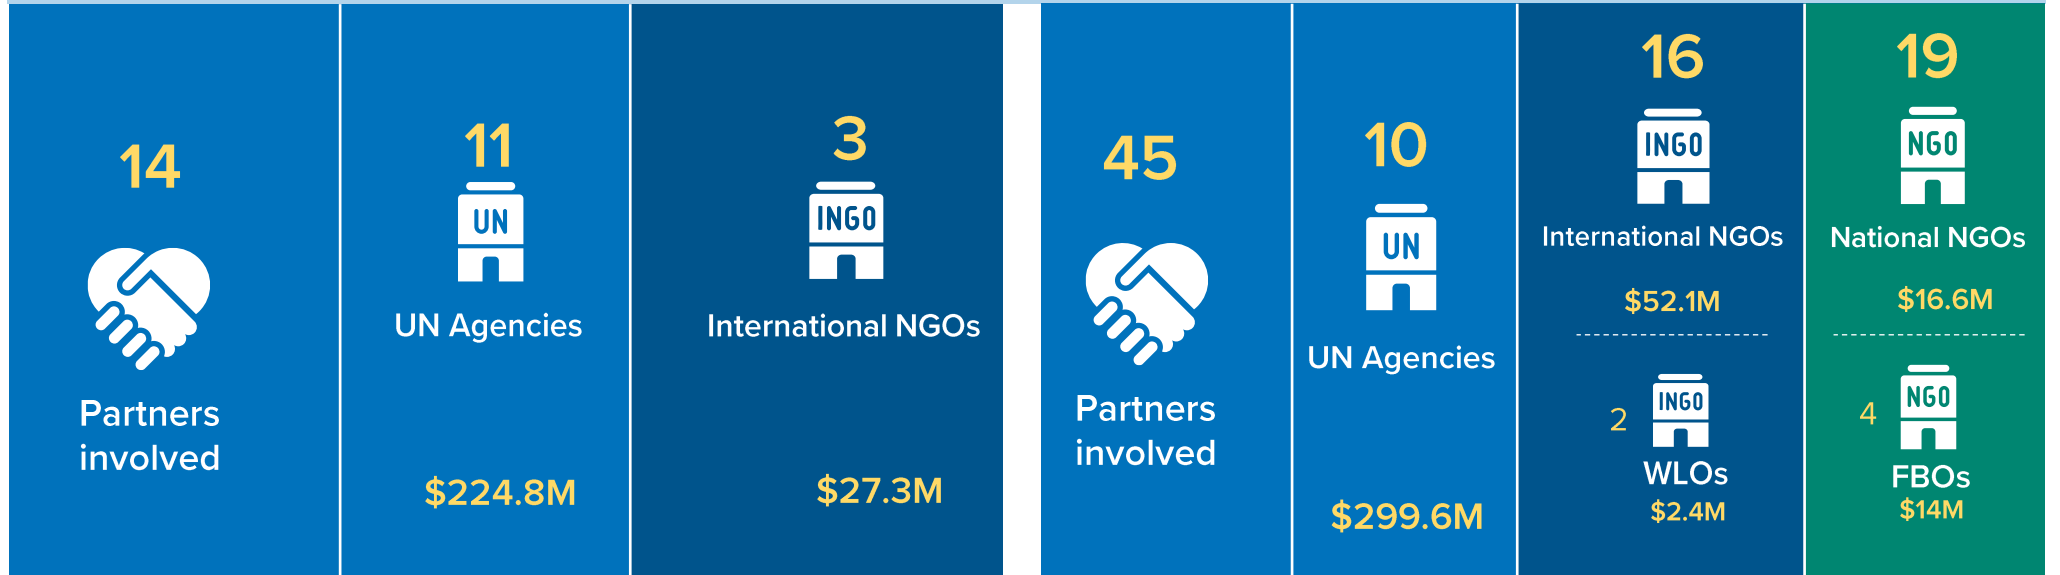 14
Partners
involved
11
UN
UN Agencies
$224.8M
3
INGO
International NGOs
$27.3M
45
Partners
involved
10
UN
UN Agencies
$299.6M
16
INGO
International NGOs
$52.1M
2
INGO
WLOs
$2.4M
19
NGO
National NGOs
$16.6M
4
NGO
FBOs
$14M